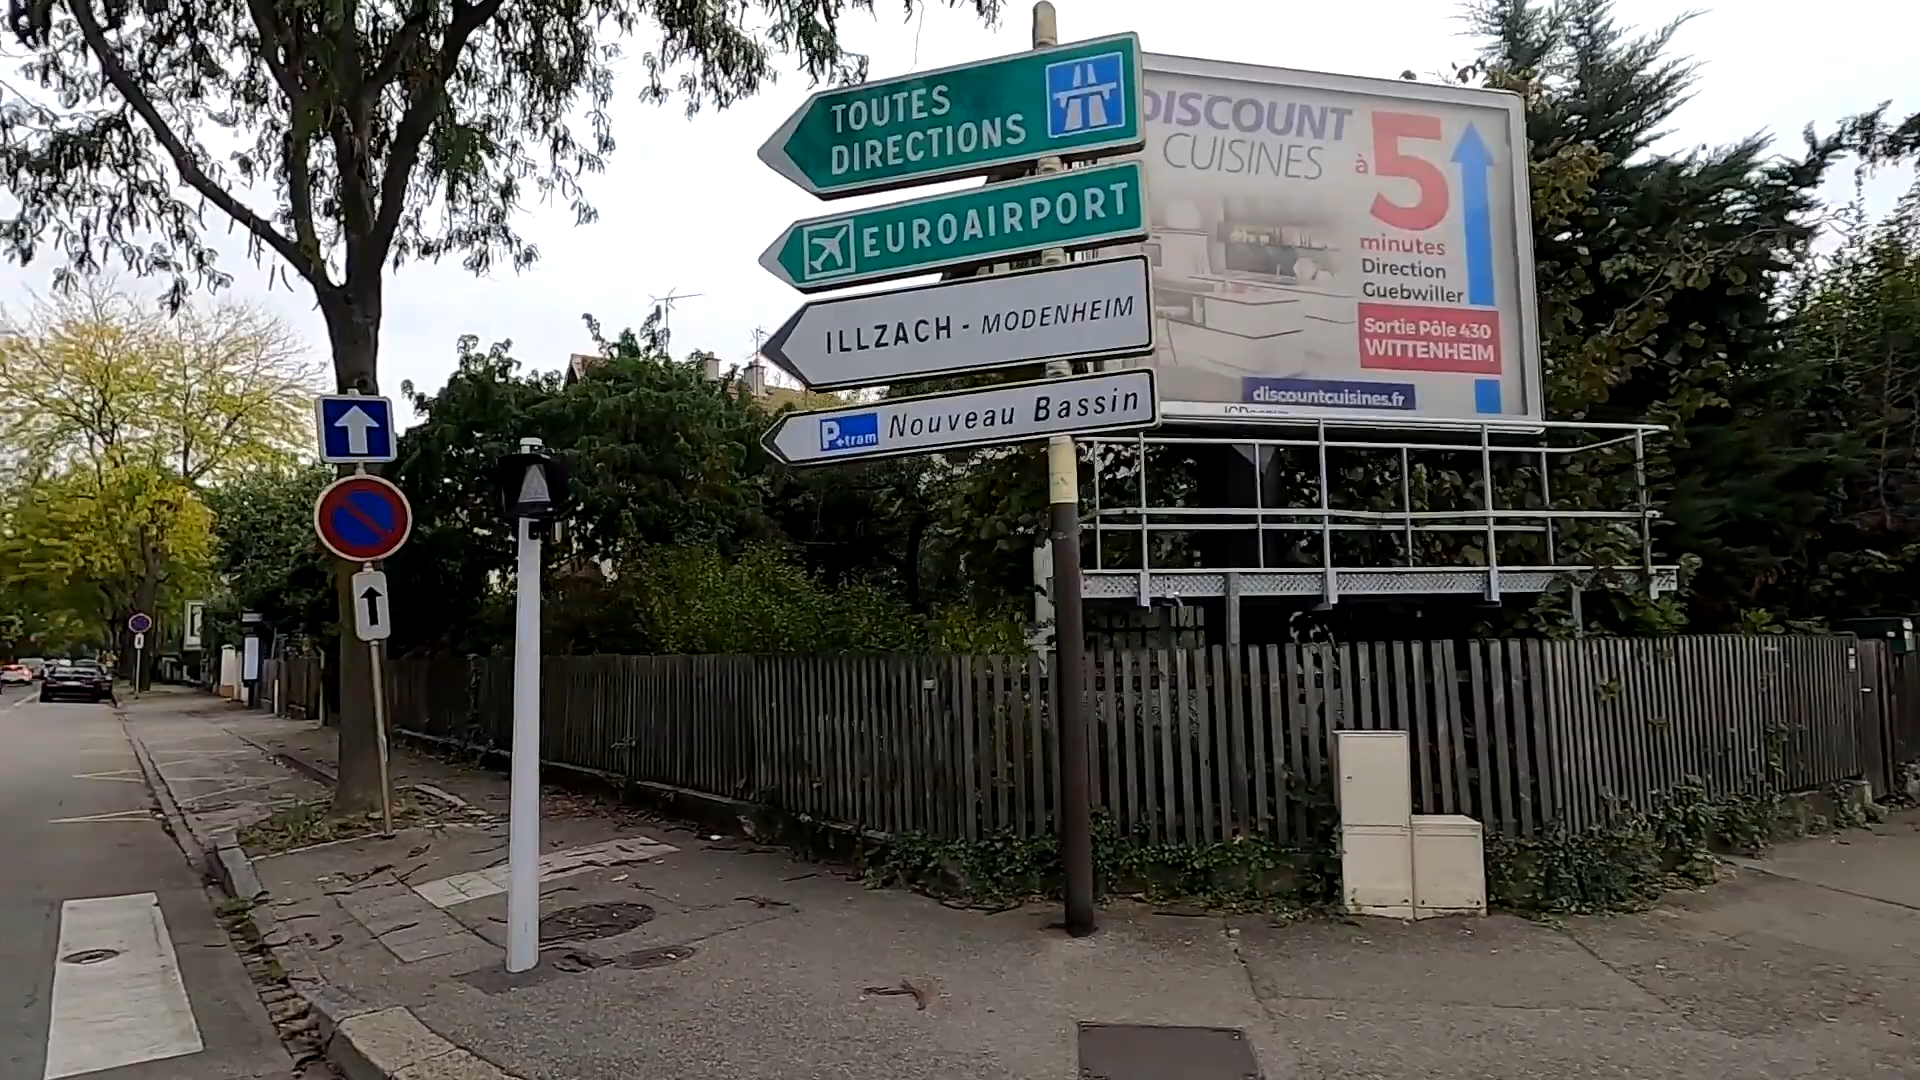 TOUTES
DIRECTIONS
EUROAIRPORT
ILLZACH - MODENHEIM
P+tram Nouveau Bassin
DISCOUNT
CUISINES
à 5
minutes
Direction
Guebwiller
Sortie Pôle 430
WITTENHEIM
discountcuisines.fr